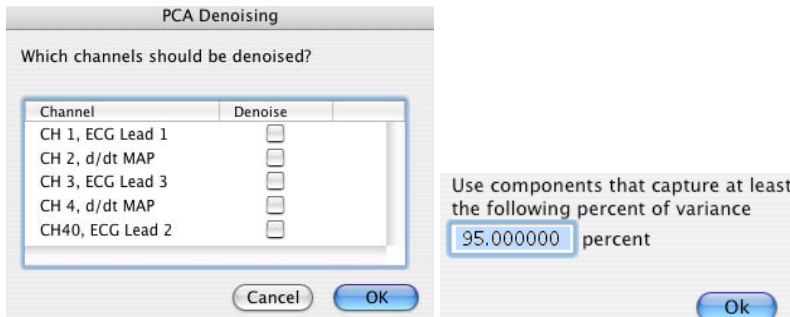 PCA Denoising
Which channels should be denoised?
Channel Denoise
CH 1, ECG Lead 1
CH 2, d/dt MAP
CH 3, ECG Lead 3
CH 4, d/dt MAP
CH40, ECG Lead 2
Cancel OK
Use components that capture at least
the following percent of variance
95.000000 percent
Ok